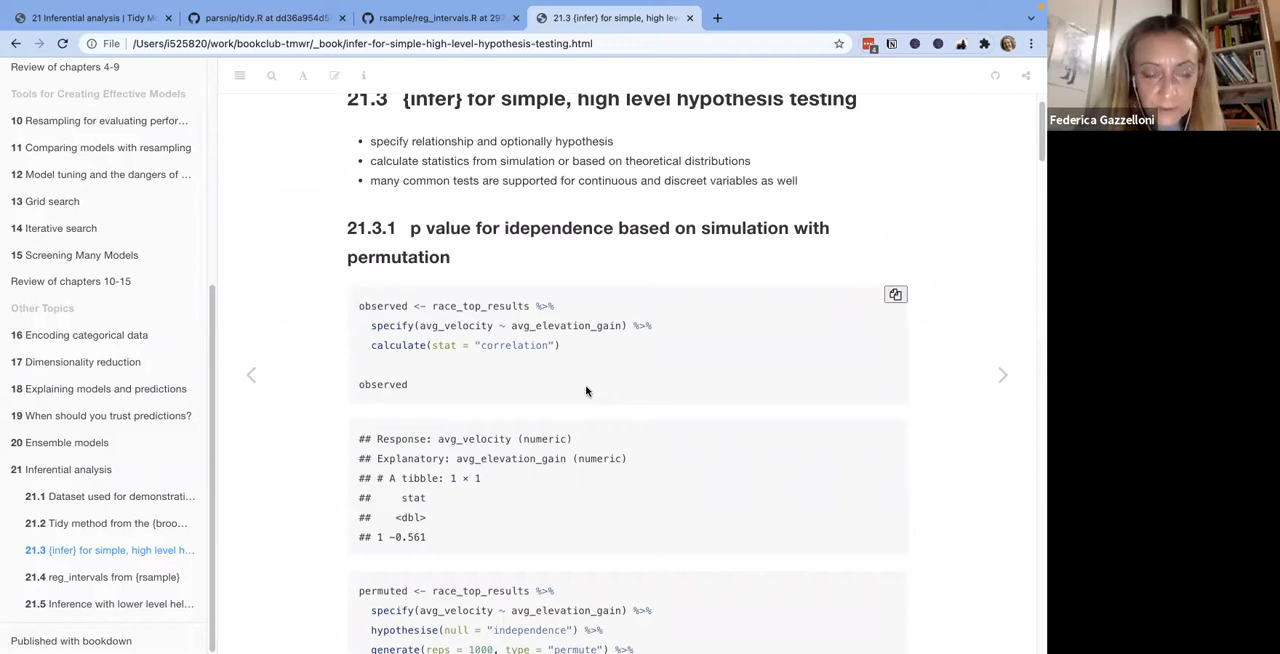 21 Inferential analysis | Tidy M
parsnip/tidy.R at dd36a954d5
rsample/reg_intervals.R at 297
21.3 {infer} for simple, high lev
File
/Users/i525820/work/bookclub-tmwr/_book/infer-for-simple-high-level-hypothesis-testing.html
4
Review of chapters 4-9
Tools for Creating Effective Models
10 Resampling for evaluating perfor...
11 Comparing models with resampling
12 Model tuning and the dangers of ...
13 Grid search
14 Iterative search
15 Screening Many Models
Review of chapters 10-15
Other Topics
16 Encoding categorical data
17 Dimensionality reduction
18 Explaining models and predictions
19 When should you trust predictions?
20 Ensemble models
21 Inferential analysis
21.1 Dataset used for demonstrati...
21.2 Tidy method from the {broo...
21.3 {infer} for simple, high level h...
21.4 reg_intervals from {rsample}
21.5 Inference with lower level hel...
Published with bookdown
A
i
21.3 {infer} for simple, high level hypothesis testing
• specify relationship and optionally hypothesis
• calculate statistics from simulation or based on theoretical distributions
• many common tests are supported for continuous and discreet variables as well
21.3.1 p value for idependence based on simulation with
permutation
observed <- race_top_results %>%
specify(avg_velocity ~ avg_elevation_gain) %>%
calculate(stat = "correlation")
observed
## Response: avg_velocity (numeric)
## Explanatory: avg_elevation_gain (numeric)
## # A tibble: 1 × 1
## stat
## <dbl>
## 1 -0.561
permuted <- race_top_results %>%
specify(avg_velocity ~ avg_elevation_gain) %>%
hypothesise(null = "independence") %>%
generate(reps = 1000, type = "permute") %>%
Federica Gazzelloni